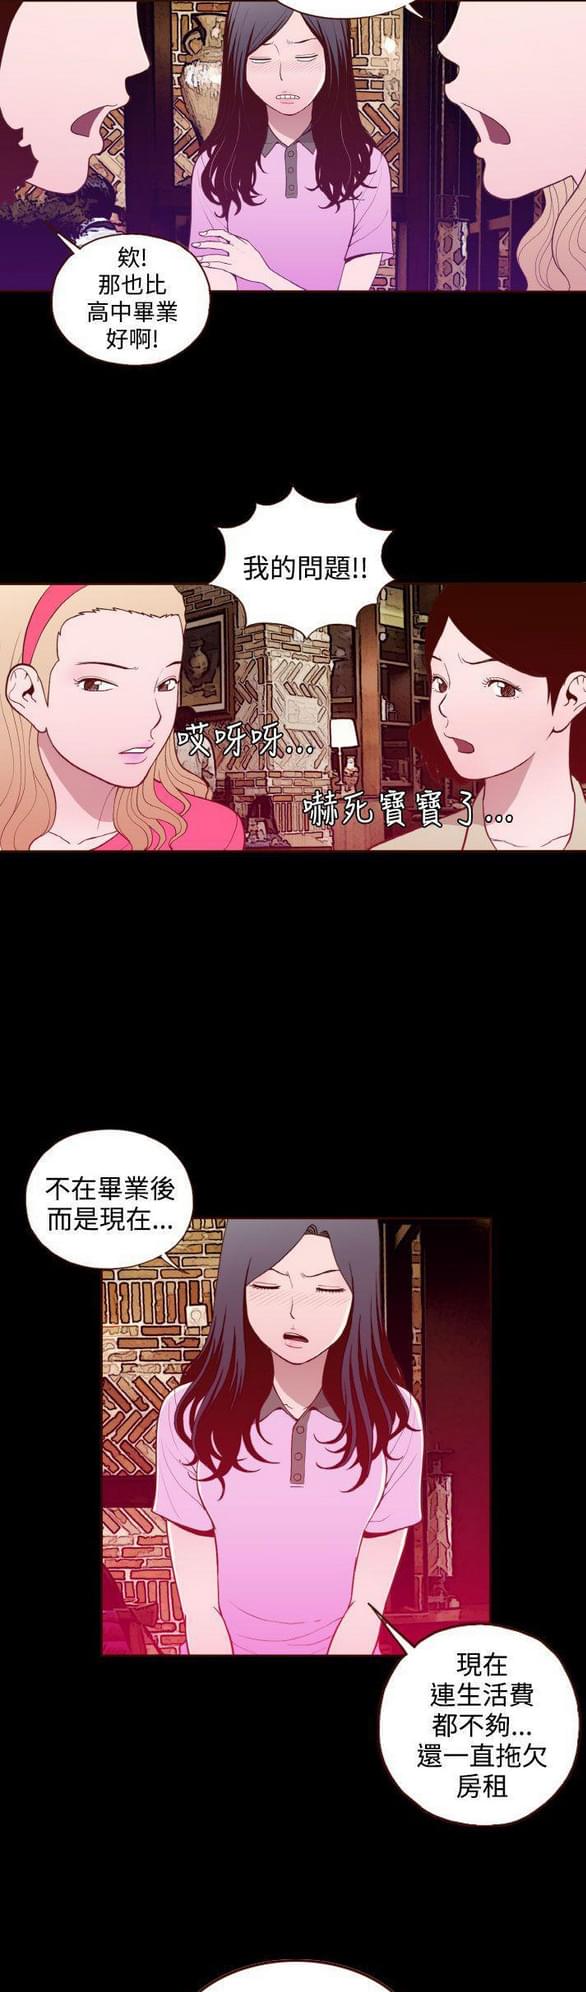 欸!
那也比
高中畢業
好啊!
我的問題!!
哎呀呀...
嚇死寶寶了...
不在畢業後
而是現在...
現在
連生活費
都不夠...
還一直拖欠
房租